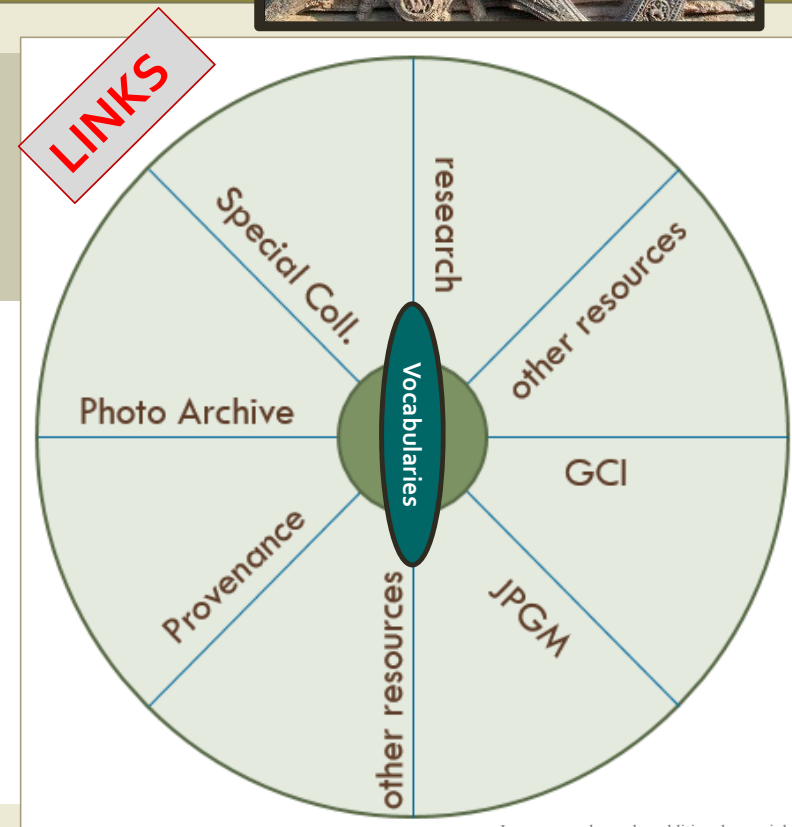 LINKS
research
other resources
GCI
JPGM
other resources
Provenance
Photo Archive
Special Coll.
Vocabularies